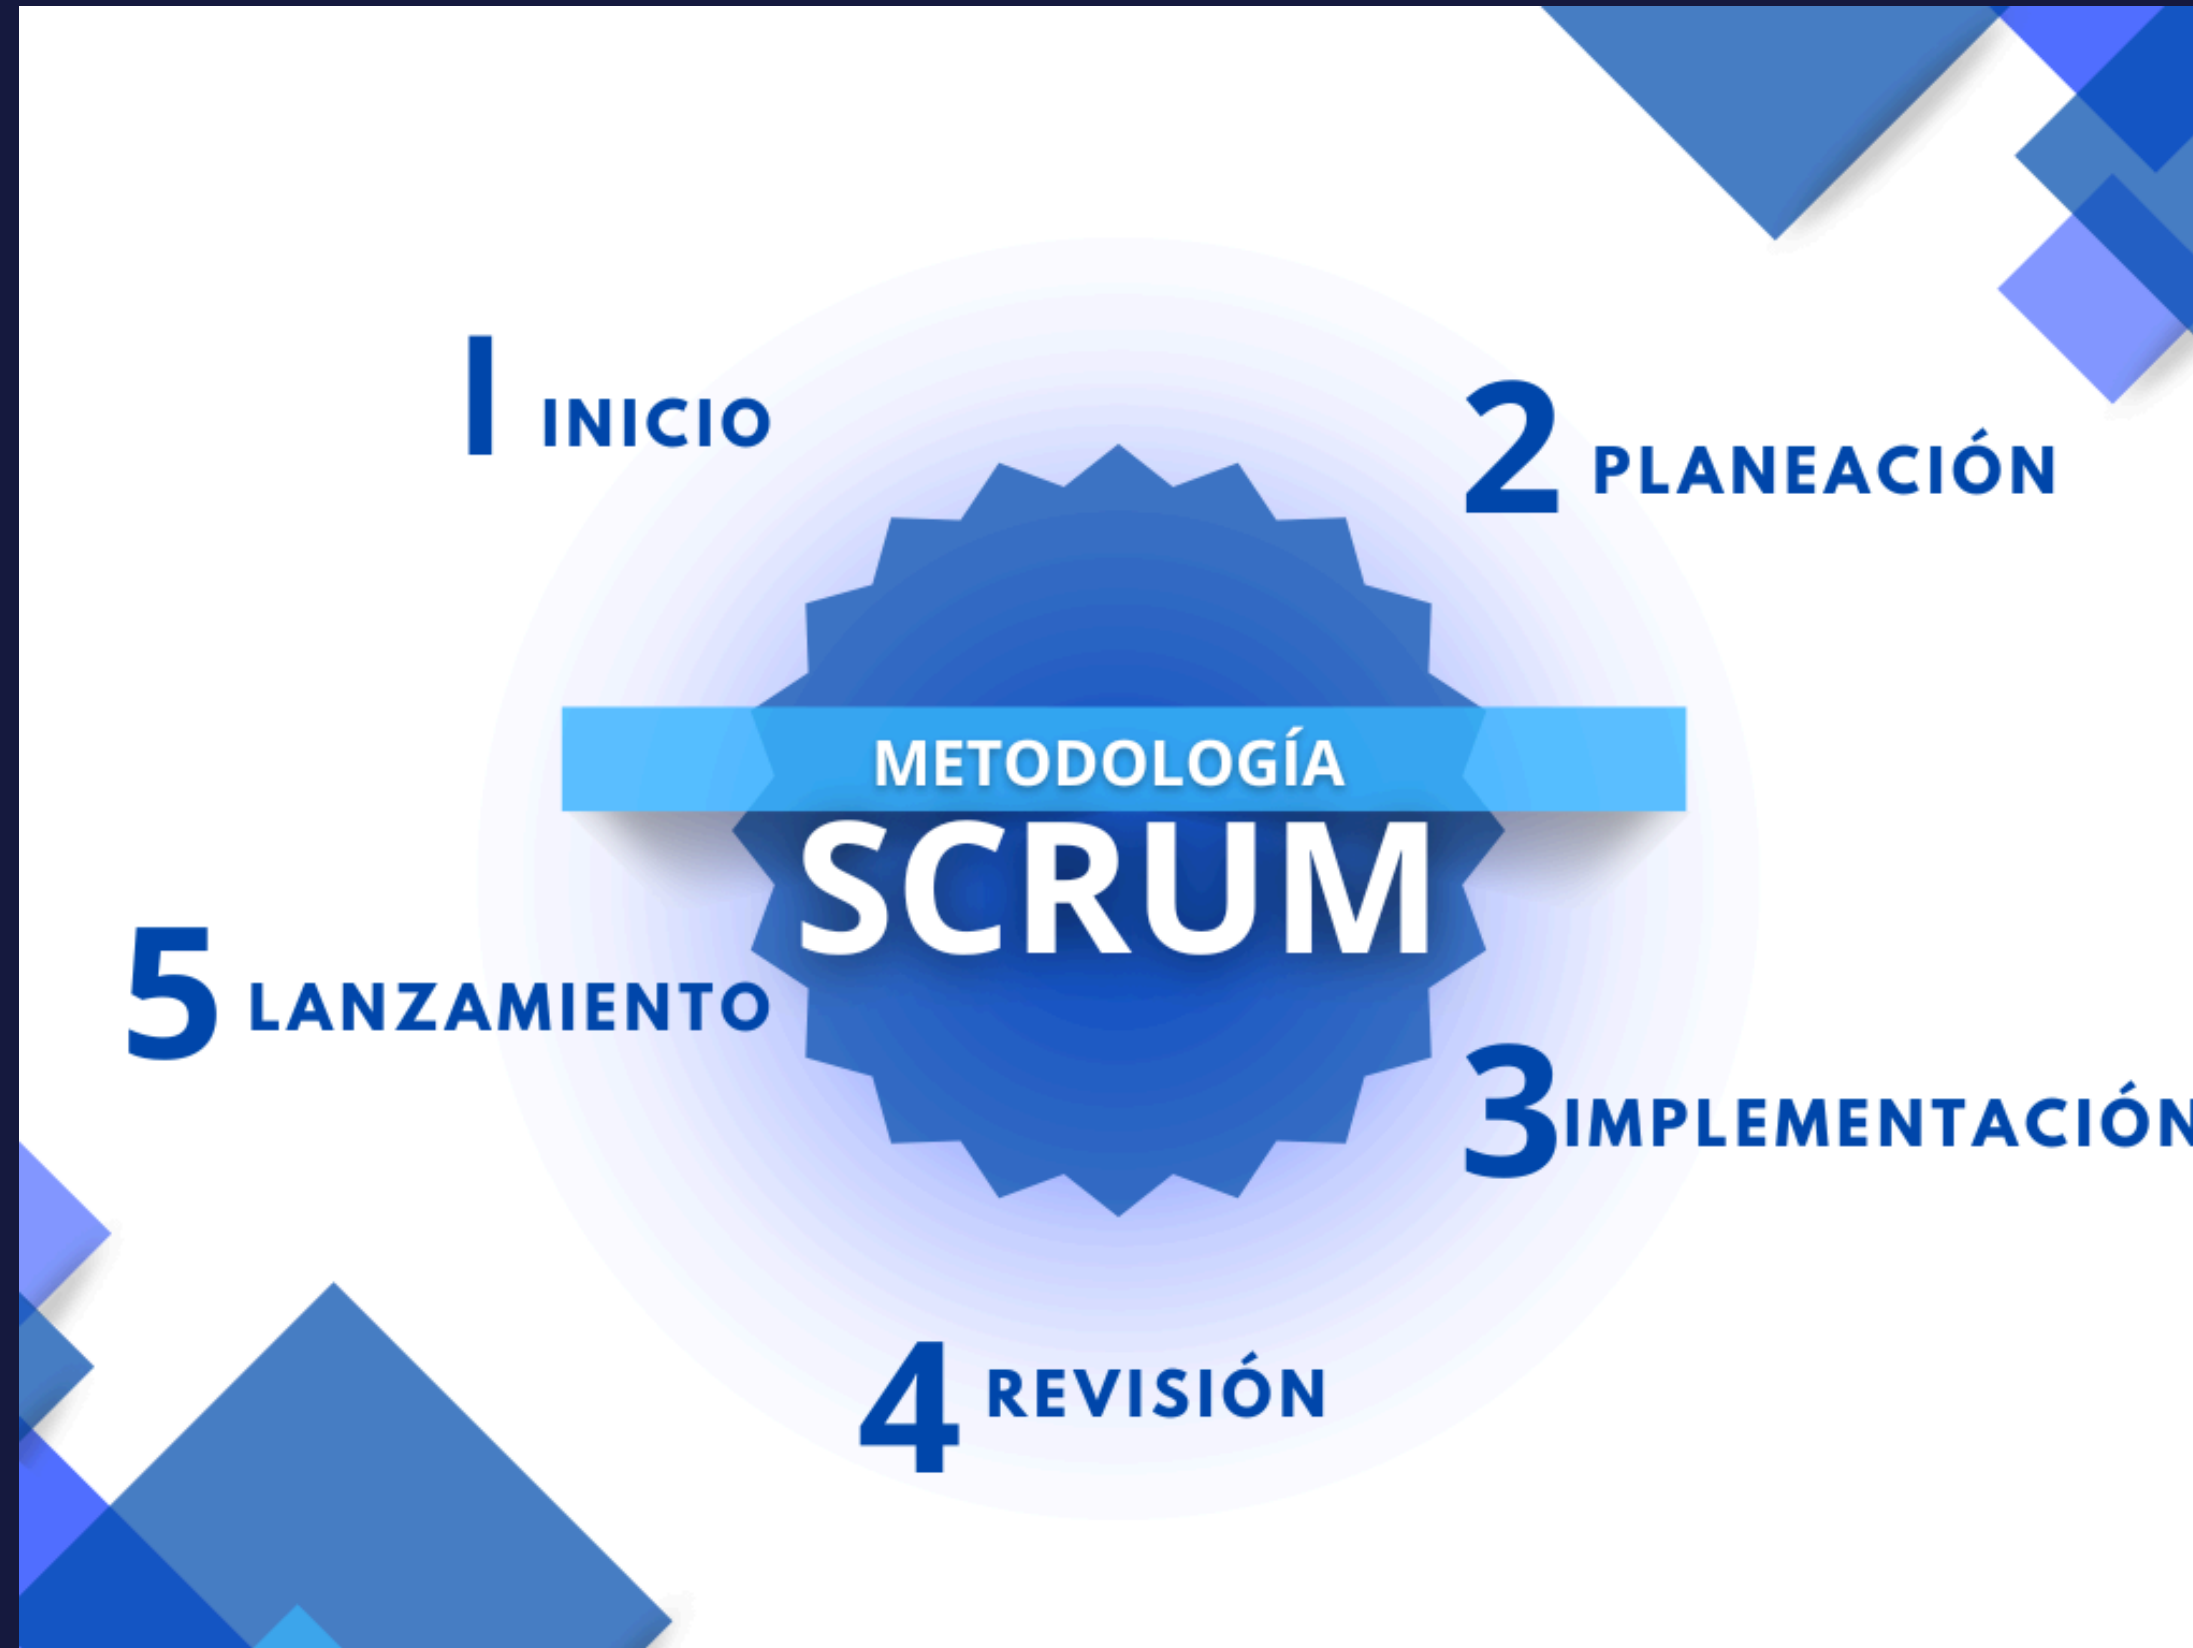 1 INICIO
2 PLANEACIÓN
METODOLOGÍA
SCRUM
5 LANZAMIENTO
3 IMPLEMENTACIÓN
4 REVISIÓN